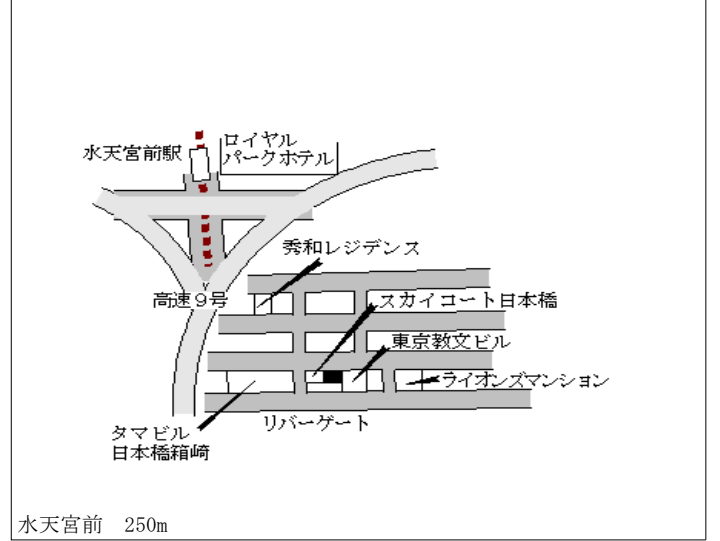 水天宮前駅
ロイヤル
パークホテル
秀和レジデンス
高速９号
スカイコート日本橋
東京教文ビル
ライオンズマンション
リバーゲート
タマビル
日本橋箱崎
水天宮前　250m